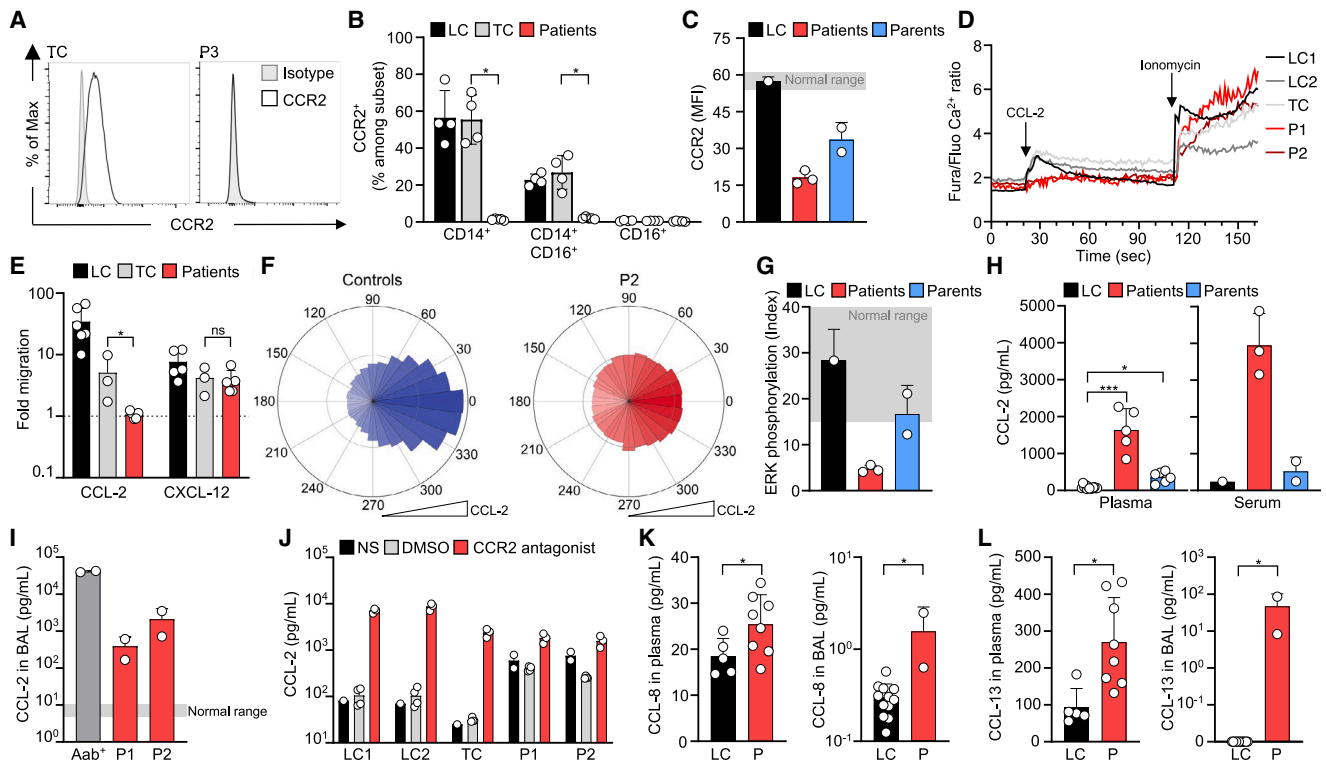 A
TC
P3
Isotype
CCR2
% of Max
CCR2
B
LC TC Patients
CCR2⁺
(% among subset)
100
80
60
40
20
0
*
*
CD14⁺
CD14⁺
CD16⁺
CD16⁺
C
LC Patients Parents
CCR2 (MFI)
75
60
45
30
15
0
Normal range
D
Fura/Fluo Ca²⁺ ratio
8
6
4
2
0
CCL-2
Ionomycin
LC1
LC2
TC
P1
P2
0 30 60 90 120 150
Time (sec)
E
LC TC Patients
Fold migration
100
10
1
0.1
*
ns
CCL-2 CXCL-12
F
Controls
90
120 60
150 30
180 0
210 330
240 300
270
CCL-2
P2
90
120 60
150 30
180 0
210 330
240 300
270
CCL-2
G
LC Patients Parents
ERK phosphorylation (Index)
40
30
20
10
0
Normal range
H
LC Patients Parents
CCL-2 (pg/mL)
5000
4000
3000
2000
1000
0
***
*
Plasma Serum
I
CCL-2 in BAL (pg/mL)
10⁵
10⁴
10³
10²
10¹
10⁰
Normal range
Aab⁺ P1 P2
J
NS DMSO CCR2 antagonist
CCL-2 (pg/mL)
10⁵
10⁴
10³
10²
10¹
LC1 LC2 TC P1 P2
K
CCL-8 in plasma (pg/mL)
40
30
20
10
0
*
LC P
CCL-8 in BAL (pg/mL)
10¹
10⁰
10⁻¹
*
LC P
L
CCL-13 in plasma (pg/mL)
500
400
300
200
100
0
*
LC P
CCL-13 in BAL (pg/mL)
10³
10²
10¹
10⁰
10⁻¹
*
LC P